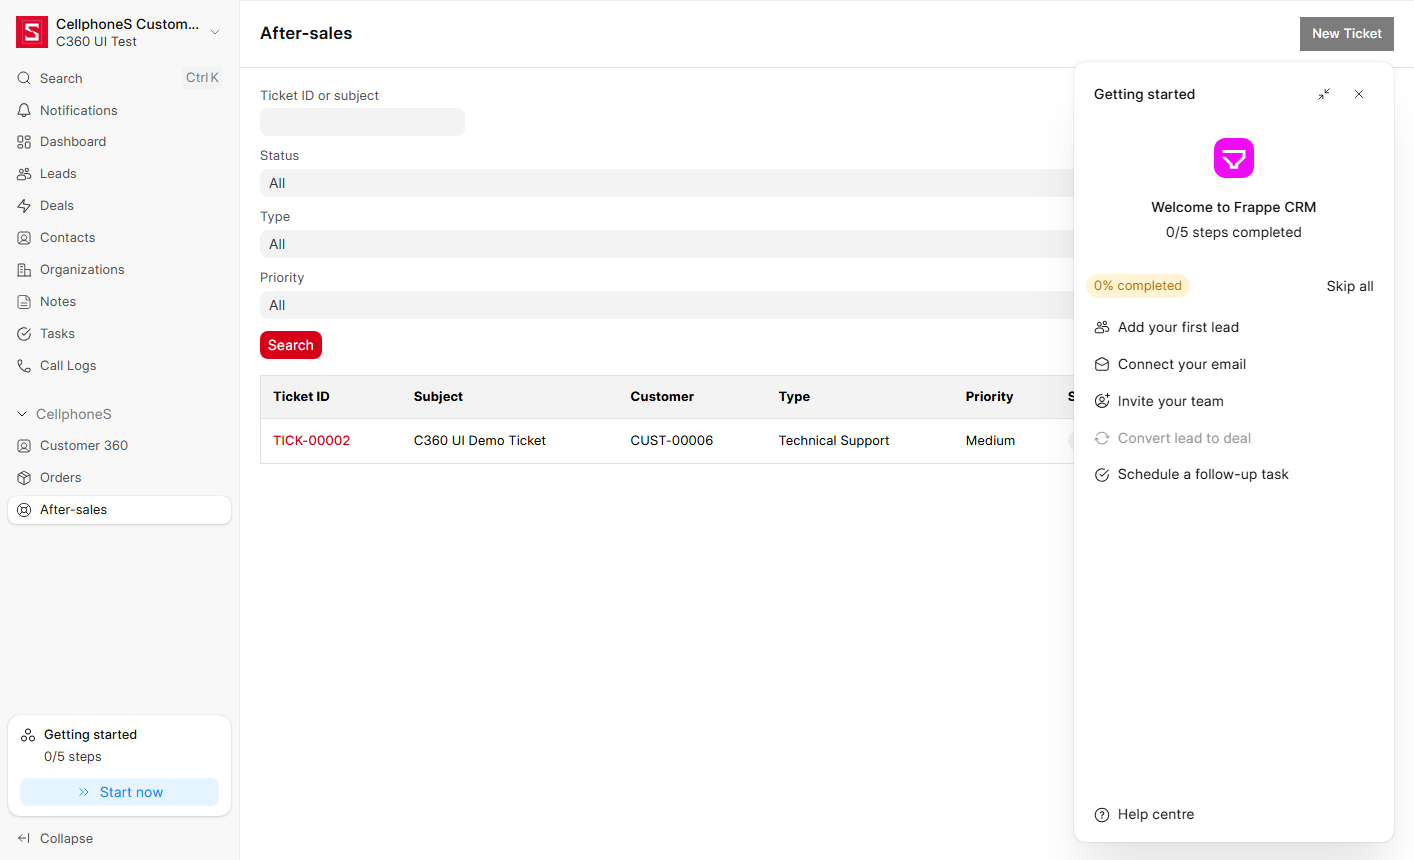 CellphoneS Custom...
C360 UI Test
Search
Ctrl K
Notifications
Dashboard
Leads
Deals
Contacts
Organizations
Notes
Tasks
Call Logs
CellphoneS
Customer 360
Orders
After-sales
Getting started
0/5 steps
Start now
Collapse
After-sales
New Ticket
Ticket ID or subject
Status
All
Type
All
Priority
All
Search
Ticket ID Subject Customer Type Priority S
TICK-00002 C360 UI Demo Ticket CUST-00006 Technical Support Medium
Getting started
Welcome to Frappe CRM
0/5 steps completed
0% completed
Skip all
Add your first lead
Connect your email
Invite your team
Convert lead to deal
Schedule a follow-up task
Help centre